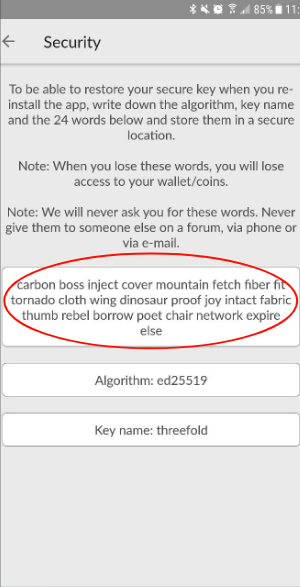 85% 11:
Security
To be able to restore your secure key when you re-
install the app, write down the algorithm, key name
and the 24 words below and store them in a secure
location.
Note: When you lose these words, you will lose
access to your wallet/coins.
Note: We will never ask you for these words. Never
give them to someone else on a forum, via phone or
via e-mail.
carbon boss inject cover mountain fetch fiber fit
tornado cloth wing dinosaur proof joy intact fabric
thumb rebel borrow poet chair network expire
else
Algorithm: ed25519
Key name: threefold